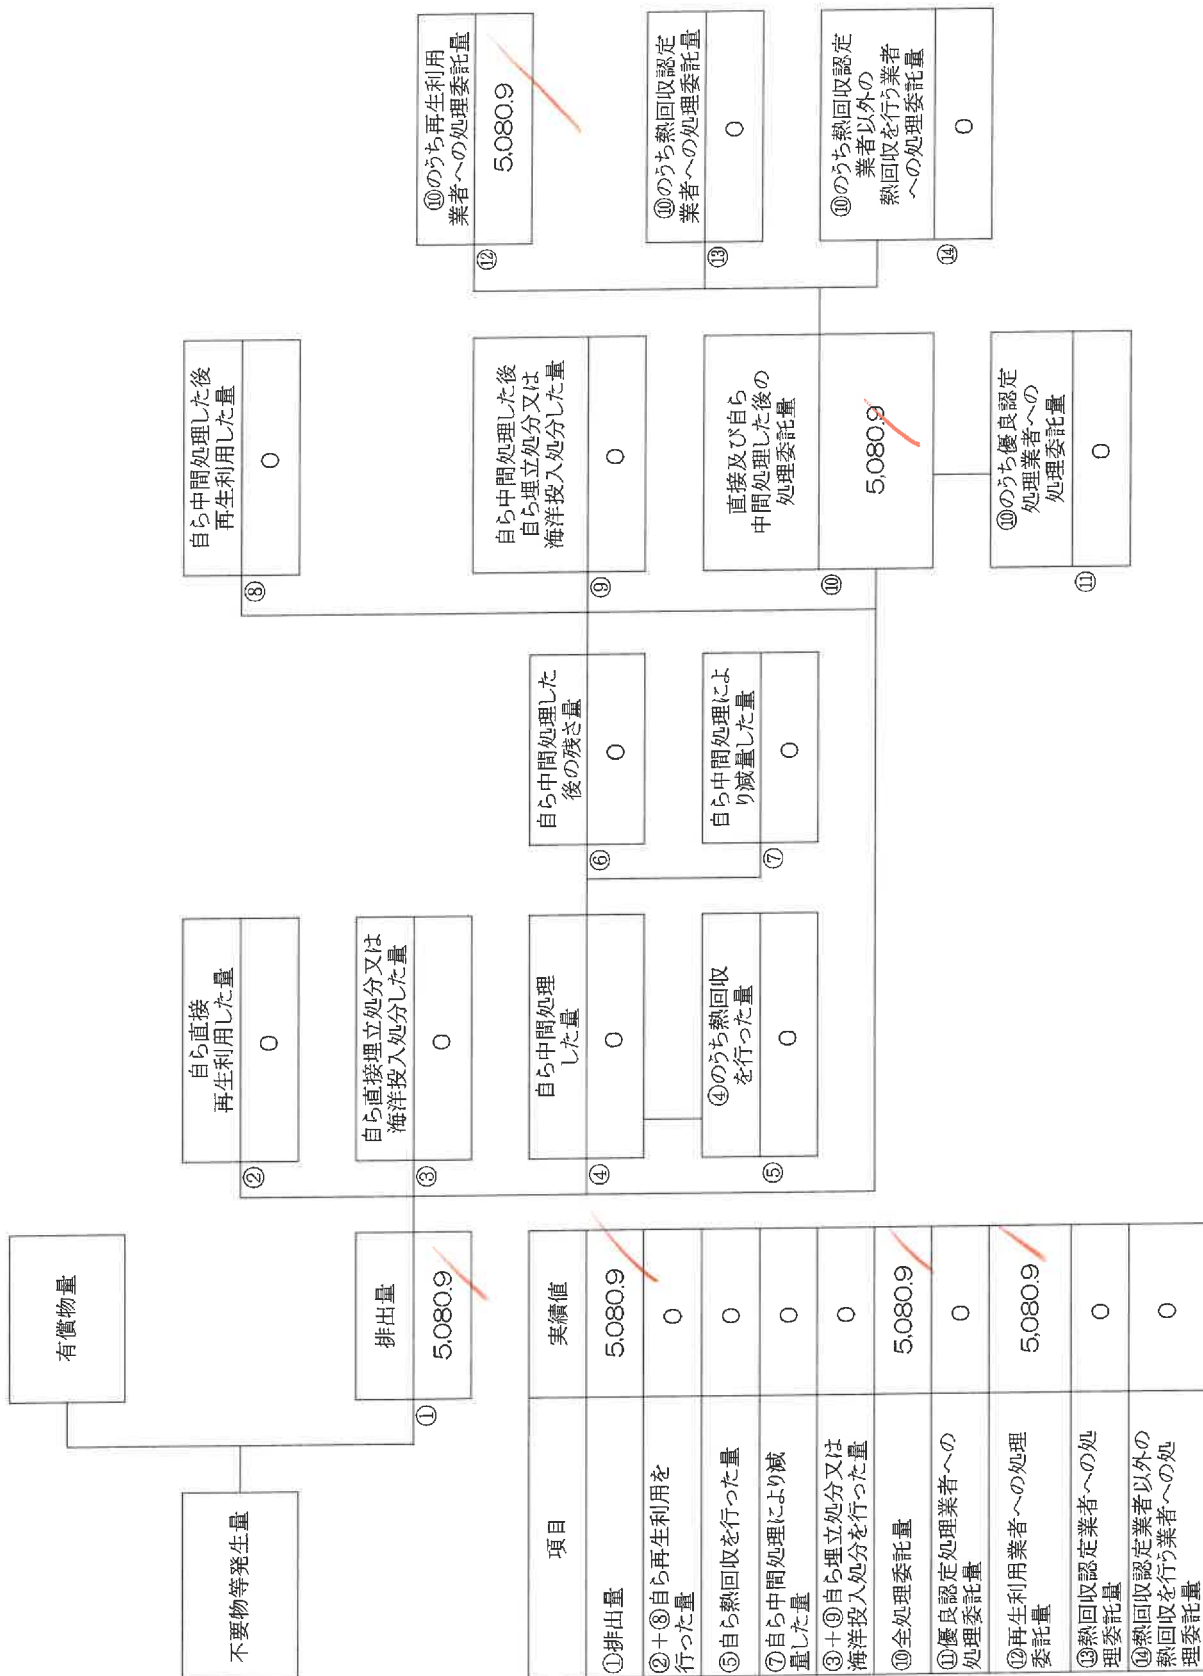 不要物等発生量
有償物量
排出量
①
5,080.9
自ら直接
再生利用した量
②
0
自ら直接埋立処分又は
海洋投入処分した量
③
0
自ら中間処理
した量
④
0
④のうち熱回収
を行った量
⑤
0
自ら中間処理した
後の残さ量
⑥
0
自ら中間処理によ
り減量した量
⑦
0
自ら中間処理した後
再生利用した量
⑧
0
自ら中間処理した後
自ら埋立処分又は
海洋投入処分した量
⑨
0
直接及び自ら
中間処理した後の
処理委託量
⑩
5,080.9
⑩のうち優良認定
処理業者への
処理委託量
⑪
0
⑩のうち再生利用
業者への処理委託量
⑫
5,080.9
⑩のうち熱回収認定
業者への処理委託量
⑬
0
⑩のうち熱回収認定
業者以外の
熱回収を行う業者
への処理委託量
⑭
0
項目 実績値
①排出量 5,080.9
②+⑧自ら再生利用を
行った量 0
⑤自ら熱回収を行った量 0
⑦自ら中間処理により減
量した量 0
③+⑨自ら埋立処分又は
海洋投入処分を行った量 0
⑩全処理委託量 5,080.9
⑪優良認定処理業者への
処理委託量 0
⑫再生利用業者への処理
委託量 5,080.9
⑬熱回収認定業者への処
理委託量 0
⑭熱回収認定業者以外の
熱回収を行う業者への処
理委託量 0